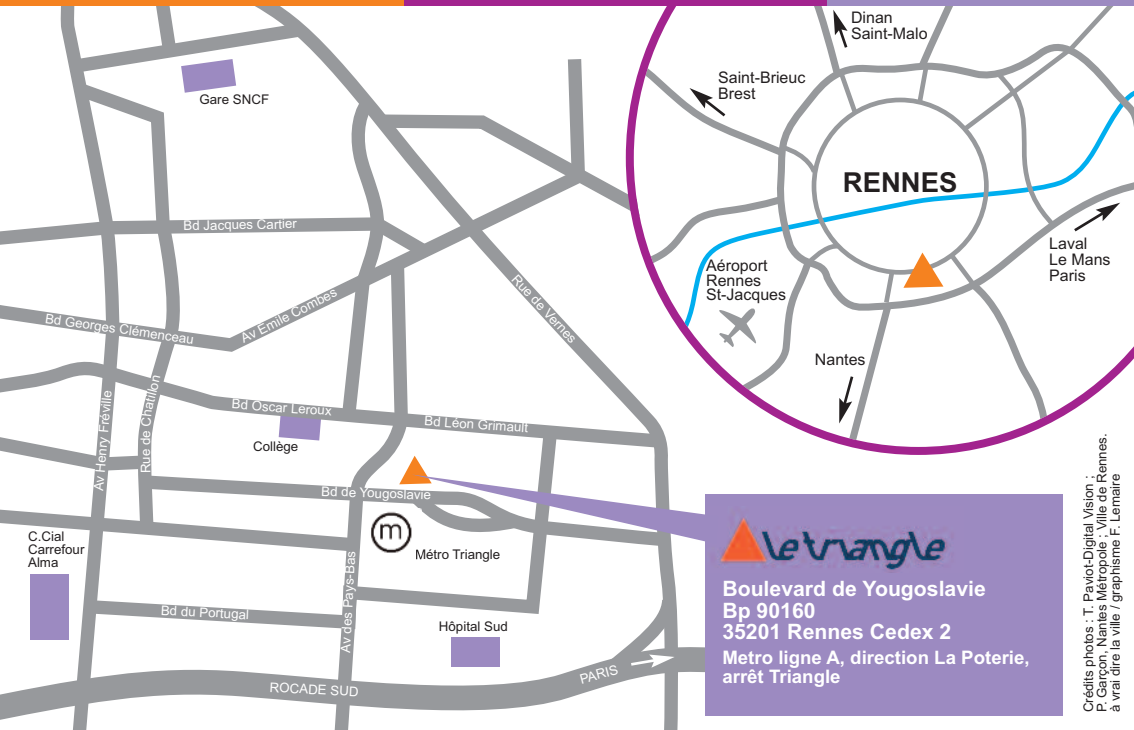 Gare SNCF
Bd Jacques Cartier
Bd Georges Clémenceau
Av Emile Combes
Rue de Vernes
Av Henry Fréville
Rue de Chatillon
Bd Oscar Leroux
Bd Léon Grimault
Collège
Bd de Yougoslavie
m
Métro Triangle
C.Cial
Carrefour
Alma
Av des Pays-Bas
Bd du Portugal
Hôpital Sud
ROCADE SUD
PARIS
Dinan
Saint-Malo
Saint-Brieuc
Brest
RENNES
Aéroport
Rennes
St-Jacques
Laval
Le Mans
Paris
Nantes
le triangle
Boulevard de Yougoslavie
Bp 90160
35201 Rennes Cedex 2
Metro ligne A, direction La Poterie,
arrêt Triangle
Crédits photos : T. Paviot-Digital Vision ;
P. Garçon, Nantes Métropole ; Ville de Rennes.
à vrai dire la ville / graphisme F. Lemaire